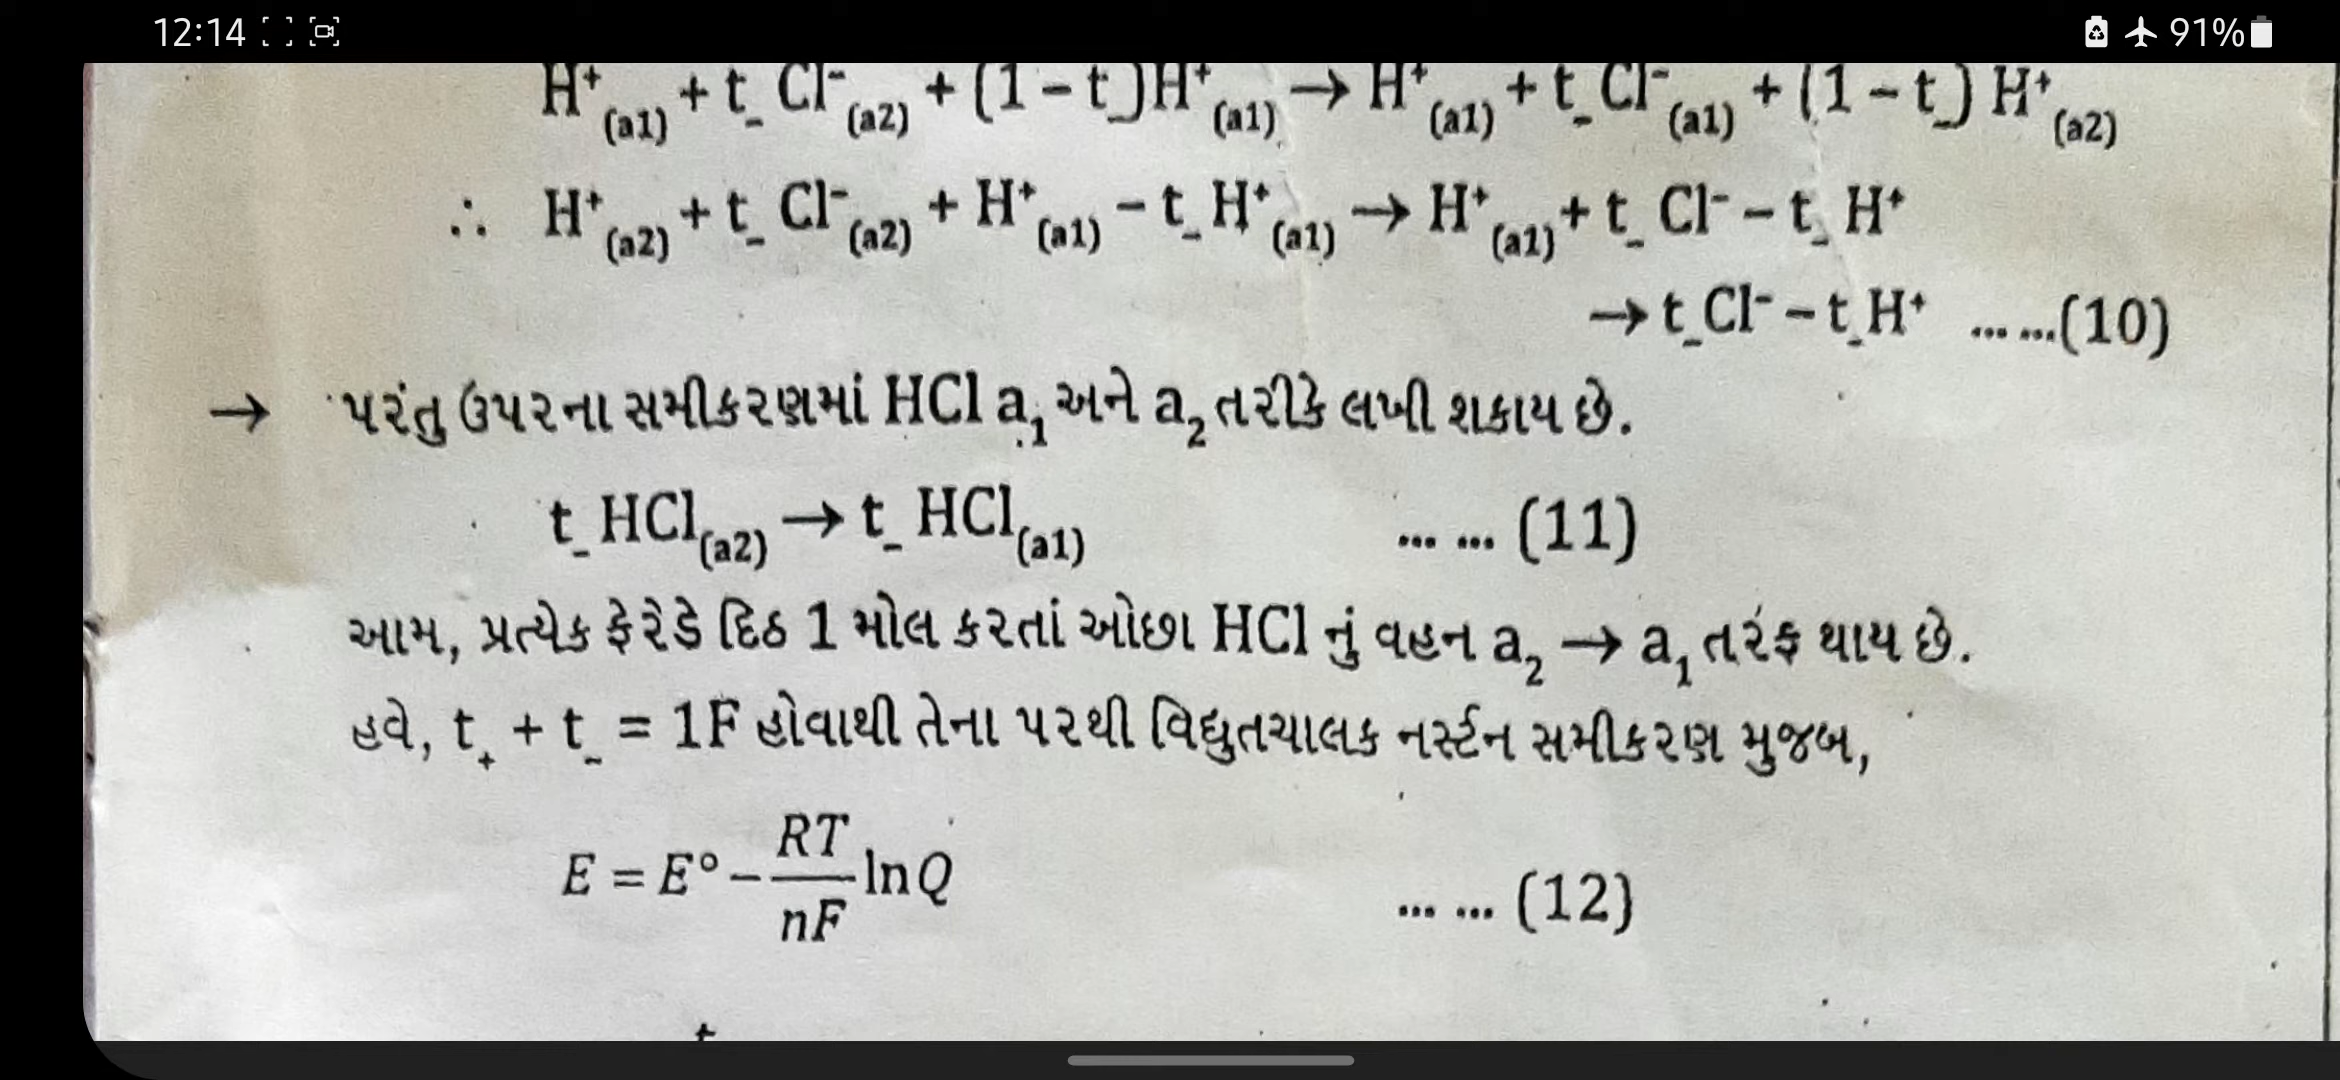 12:14 91%
H⁺(a1) + t₋ Cl⁻(a2) + (1 – t₋)H⁺(a1) → H⁺(a1) + t₋ Cl⁻(a1) + (1 – t₋) H⁺(a2)
∴ H⁺(a2) + t₋ Cl⁻(a2) + H⁺(a1) – t₋ H⁺(a1) → H⁺(a1) + t₋ Cl⁻ – t₋ H⁺
→ t₋Cl⁻ – t₋H⁺ ... ...(10)
→ પરંતુ ઉપરના સમીકરણમાં HCl a₁ અને a₂ તરીકે લખી શકાય છે.
t₋ HCl(a2) → t₋ HCl(a1) ... ... (11)
આમ, પ્રત્યેક ફેરેડે દિઠ 1 મોલ કરતાં ઓછા HCl નું વહન a₂ → a₁ તરફ થાય છે.
હવે, t₊ + t₋ = 1F હોવાથી તેના પરથી વિદ્યુતચાલક નર્સ્ટન સમીકરણ મુજબ,
E = E° – RT/nF ln Q ... ... (12)